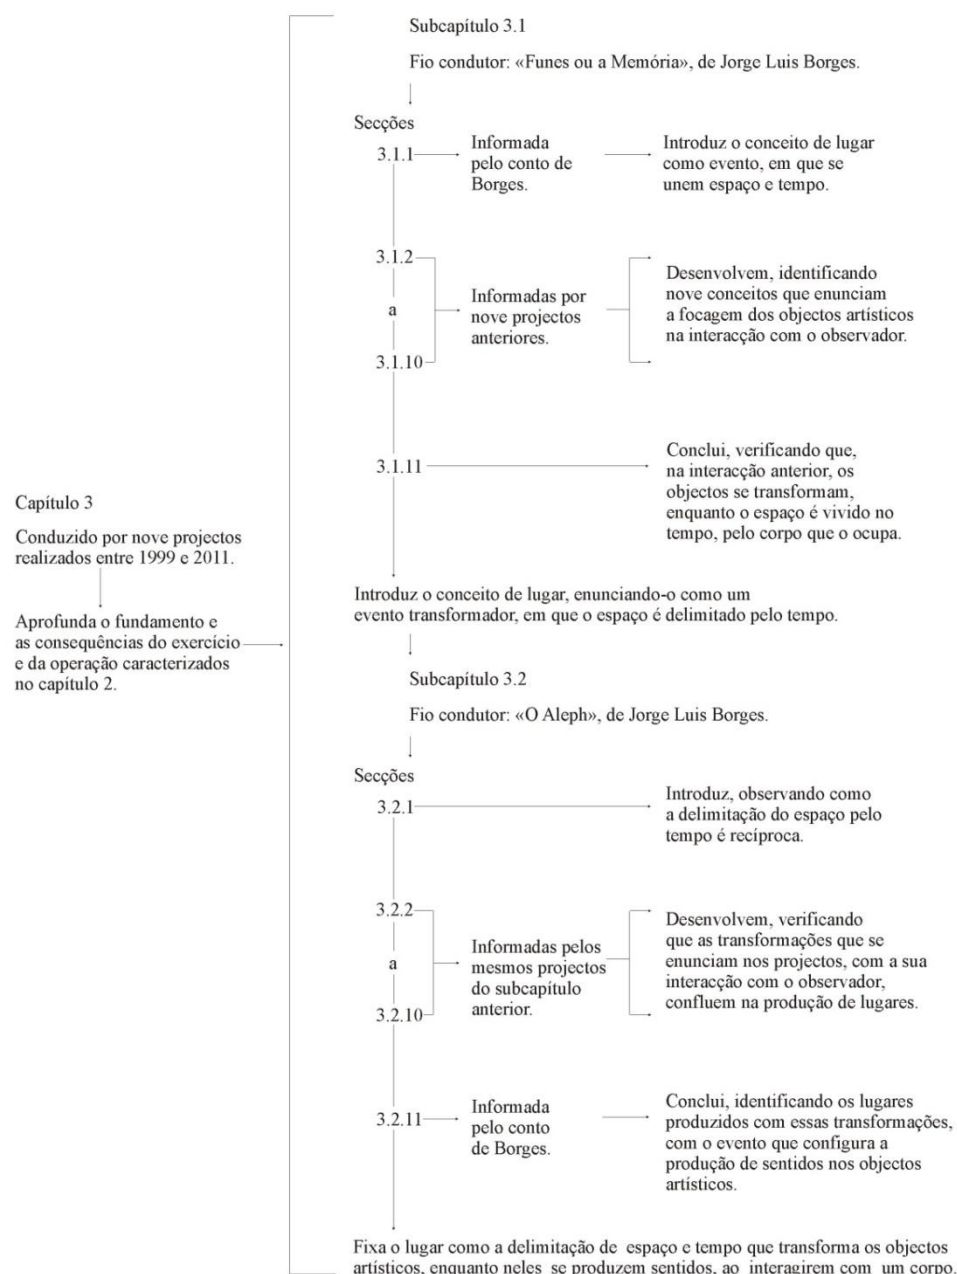 Capítulo 3
Conduzido por nove projectos
realizados entre 1999 e 2011.
Aprofunda o fundamento e
as consequências do exercício
e da operação caracterizados
no capítulo 2.
Subcapítulo 3.1
Fio condutor: «Funes ou a Memória», de Jorge Luis Borges.
Secções
3.1.1
Informada
pelo conto de
Borges.
Introduz o conceito de lugar
como evento, em que se
unem espaço e tempo.
3.1.2
a
3.1.10
Informadas por
nove projectos
anteriores.
Desenvolvem, identificando
nove conceitos que enunciam
a focagem dos objectos artísticos
na interacção com o observador.
3.1.11
Conclui, verificando que,
na interacção anterior, os
objectos se transformam,
enquanto o espaço é vivido no
tempo, pelo corpo que o ocupa.
Introduz o conceito de lugar, enunciando-o como um
evento transformador, em que o espaço é delimitado pelo tempo.
Subcapítulo 3.2
Fio condutor: «O Aleph», de Jorge Luis Borges.
Secções
3.2.1
Introduz, observando como
a delimitação do espaço pelo
tempo é recíproca.
3.2.2
a
3.2.10
Informadas pelos
mesmos projectos
do subcapítulo
anterior.
Desenvolvem, verificando
que as transformações que se
enunciam nos projectos, com a sua
interacção com o observador,
confluem na produção de lugares.
3.2.11
Informada
pelo conto
de Borges.
Conclui, identificando os lugares
produzidos com essas transformações,
com o evento que configura a
produção de sentidos nos objectos
artísticos.
Fixa o lugar como a delimitação de espaço e tempo que transforma os objectos
artísticos, enquanto neles se produzem sentidos, ao interagirem com um corpo.